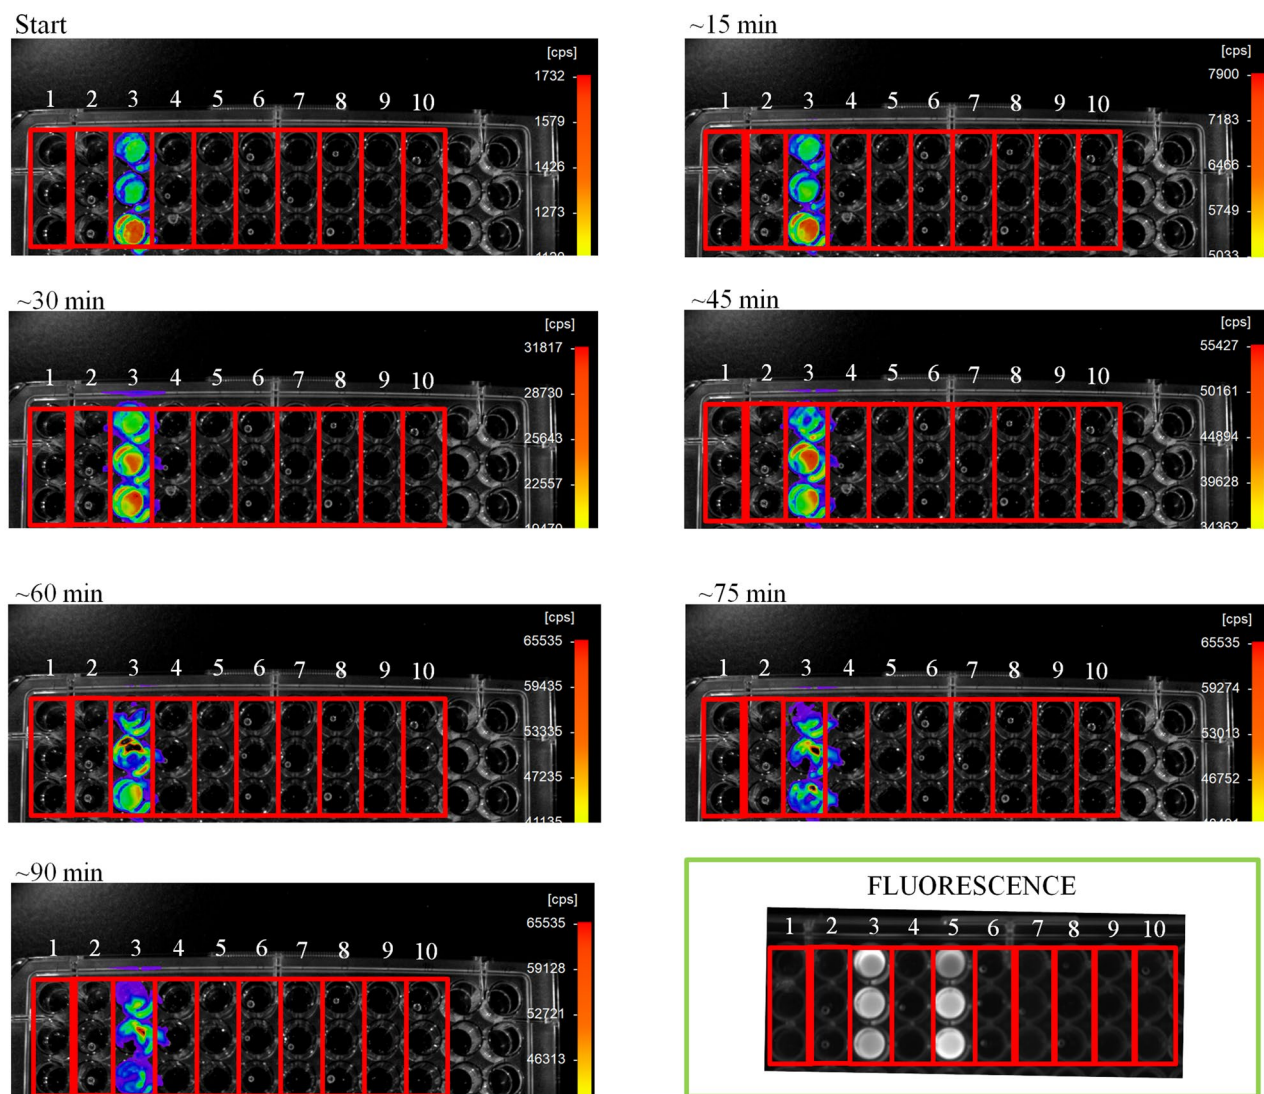 Start
[cps]
1732
1579
1426
1273
1 2 3 4 5 6 7 8 9 10
~15 min
[cps]
7900
7183
6466
5749
5033
1 2 3 4 5 6 7 8 9 10
~30 min
[cps]
31817
28730
25643
22557
1 2 3 4 5 6 7 8 9 10
~45 min
[cps]
55427
50161
44894
39628
34362
1 2 3 4 5 6 7 8 9 10
~60 min
[cps]
65535
59435
53335
47235
41135
1 2 3 4 5 6 7 8 9 10
~75 min
[cps]
65535
59274
53013
46752
1 2 3 4 5 6 7 8 9 10
~90 min
[cps]
65535
59128
52721
46313
1 2 3 4 5 6 7 8 9 10
FLUORESCENCE
1 2 3 4 5 6 7 8 9 10